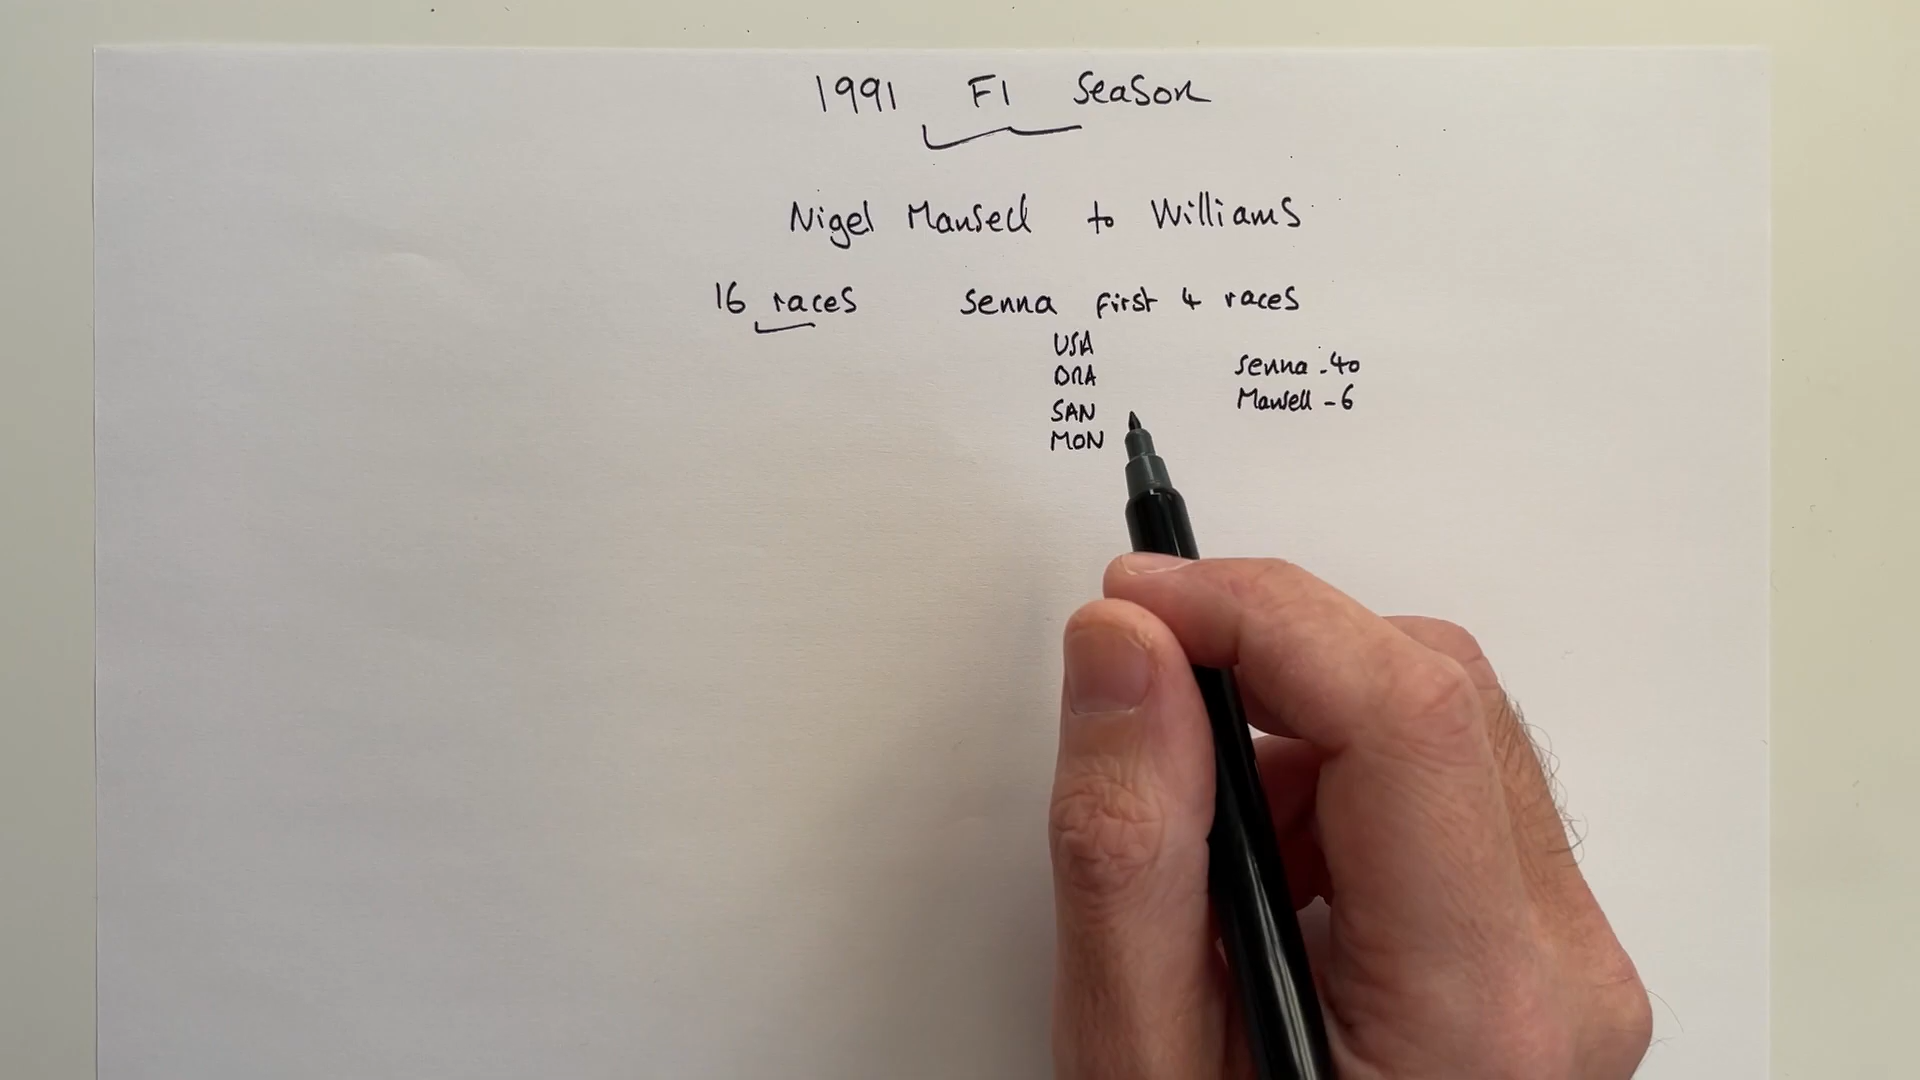 1991 F1 Season
Nigel Mansell to Williams
16 races Senna first 4 races
USA
BRA
SAN
MON
Senna - 40
Mansell - 6